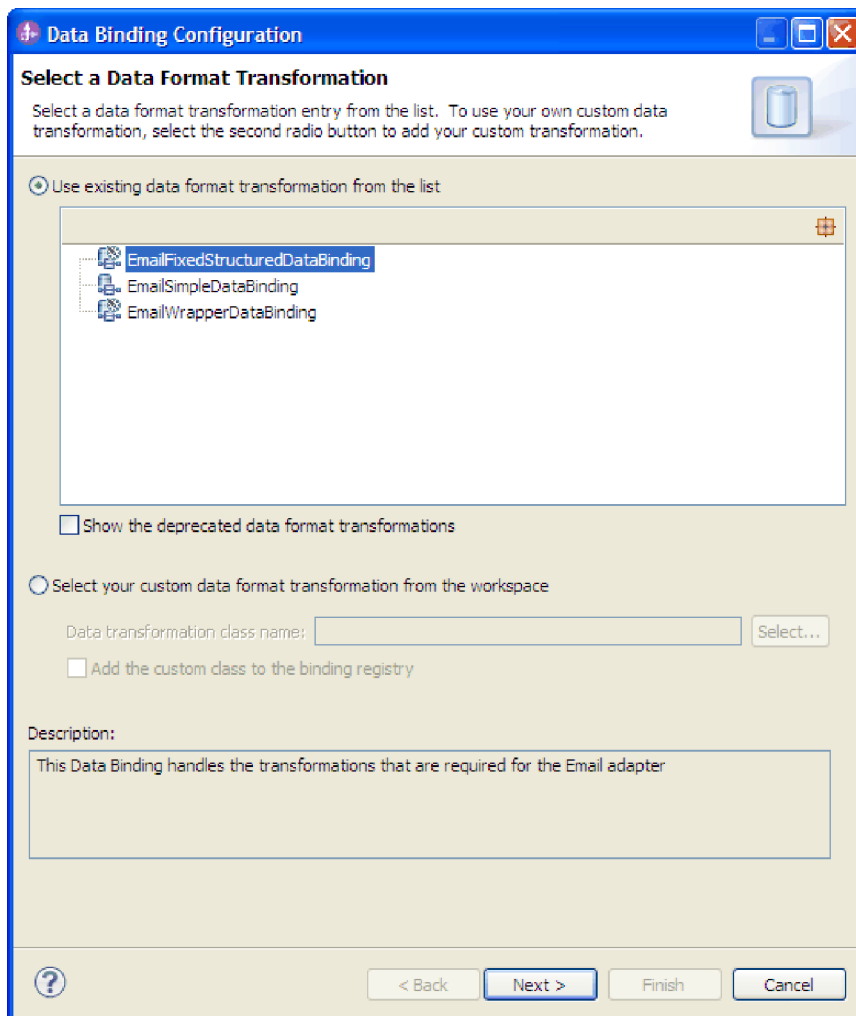 Data Binding Configuration
Select a Data Format Transformation
Select a data format transformation entry from the list. To use your own custom data
transformation, select the second radio button to add your custom transformation.
Use existing data format transformation from the list
EmailFixedStructuredDataBinding
EmailSimpleDataBinding
EmailWrapperDataBinding
Show the deprecated data format transformations
Select your custom data format transformation from the workspace
Data transformation class name:
Select...
Add the custom class to the binding registry
Description:
This Data Binding handles the transformations that are required for the Email adapter
?
< Back
Next >
Finish
Cancel